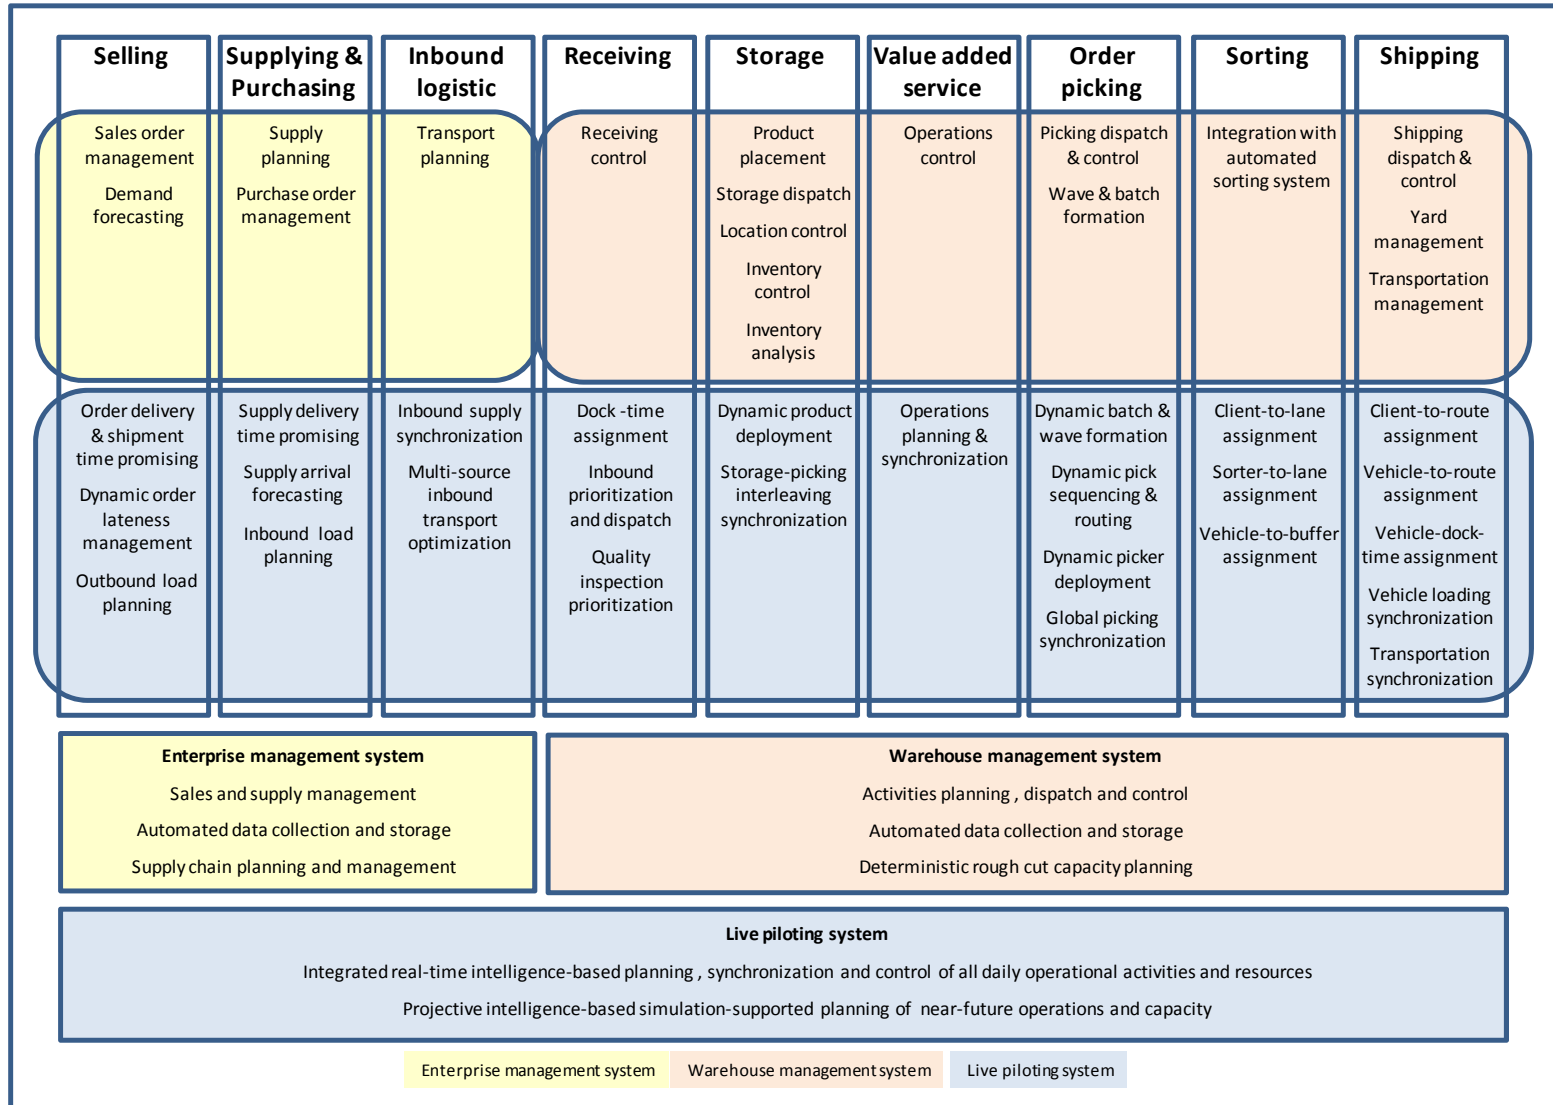 Selling
Supplying &
Purchasing
Inbound
logistic
Receiving
Storage
Value added
service
Order
picking
Sorting
Shipping
Sales order
management
Demand
forecasting
Supply
planning
Purchase order
management
Transport
planning
Receiving
control
Product
placement
Storage dispatch
Location control
Inventory
control
Inventory
analysis
Operations
control
Picking dispatch
& control
Wave & batch
formation
Integration with
automated
sorting system
Shipping
dispatch &
control
Yard
management
Transportation
management
Order delivery
& shipment
time promising
Dynamic order
lateness
management
Outbound load
planning
Supply delivery
time promising
Supply arrival
forecasting
Inbound load
planning
Inbound supply
synchronization
Multi-source
inbound
transport
optimization
Dock -time
assignment
Inbound
prioritization
and dispatch
Quality
inspection
prioritization
Dynamic product
deployment
Storage-picking
interleaving
synchronization
Operations
planning &
synchronization
Dynamic batch &
wave formation
Dynamic pick
sequencing &
routing
Dynamic picker
deployment
Global picking
synchronization
Client-to-lane
assignment
Sorter-to-lane
assignment
Vehicle-to-buffer
assignment
Client-to-route
assignment
Vehicle-to-route
assignment
Vehicle-dock-
time assignment
Vehicle loading
synchronization
Transportation
synchronization
Enterprise management system
Sales and supply management
Automated data collection and storage
Supply chain planning and management
Warehouse management system
Activities planning , dispatch and control
Automated data collection and storage
Deterministic rough cut capacity planning
Live piloting system
Integrated real-time intelligence-based planning , synchronization and control of all daily operational activities and resources
Projective intelligence-based simulation-supported planning of near-future operations and capacity
Enterprise management system
Warehouse management system
Live piloting system